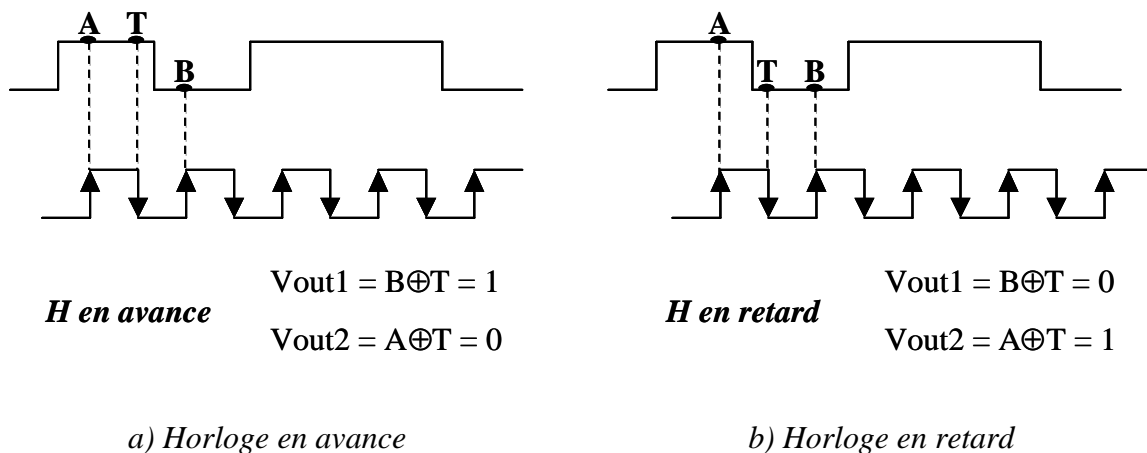 A T
B
Vout1 = B⊕T = 1
H en avance
Vout2 = A⊕T = 0
a) Horloge en avance
A
T B
Vout1 = B⊕T = 0
H en retard
Vout2 = A⊕T = 1
b) Horloge en retard